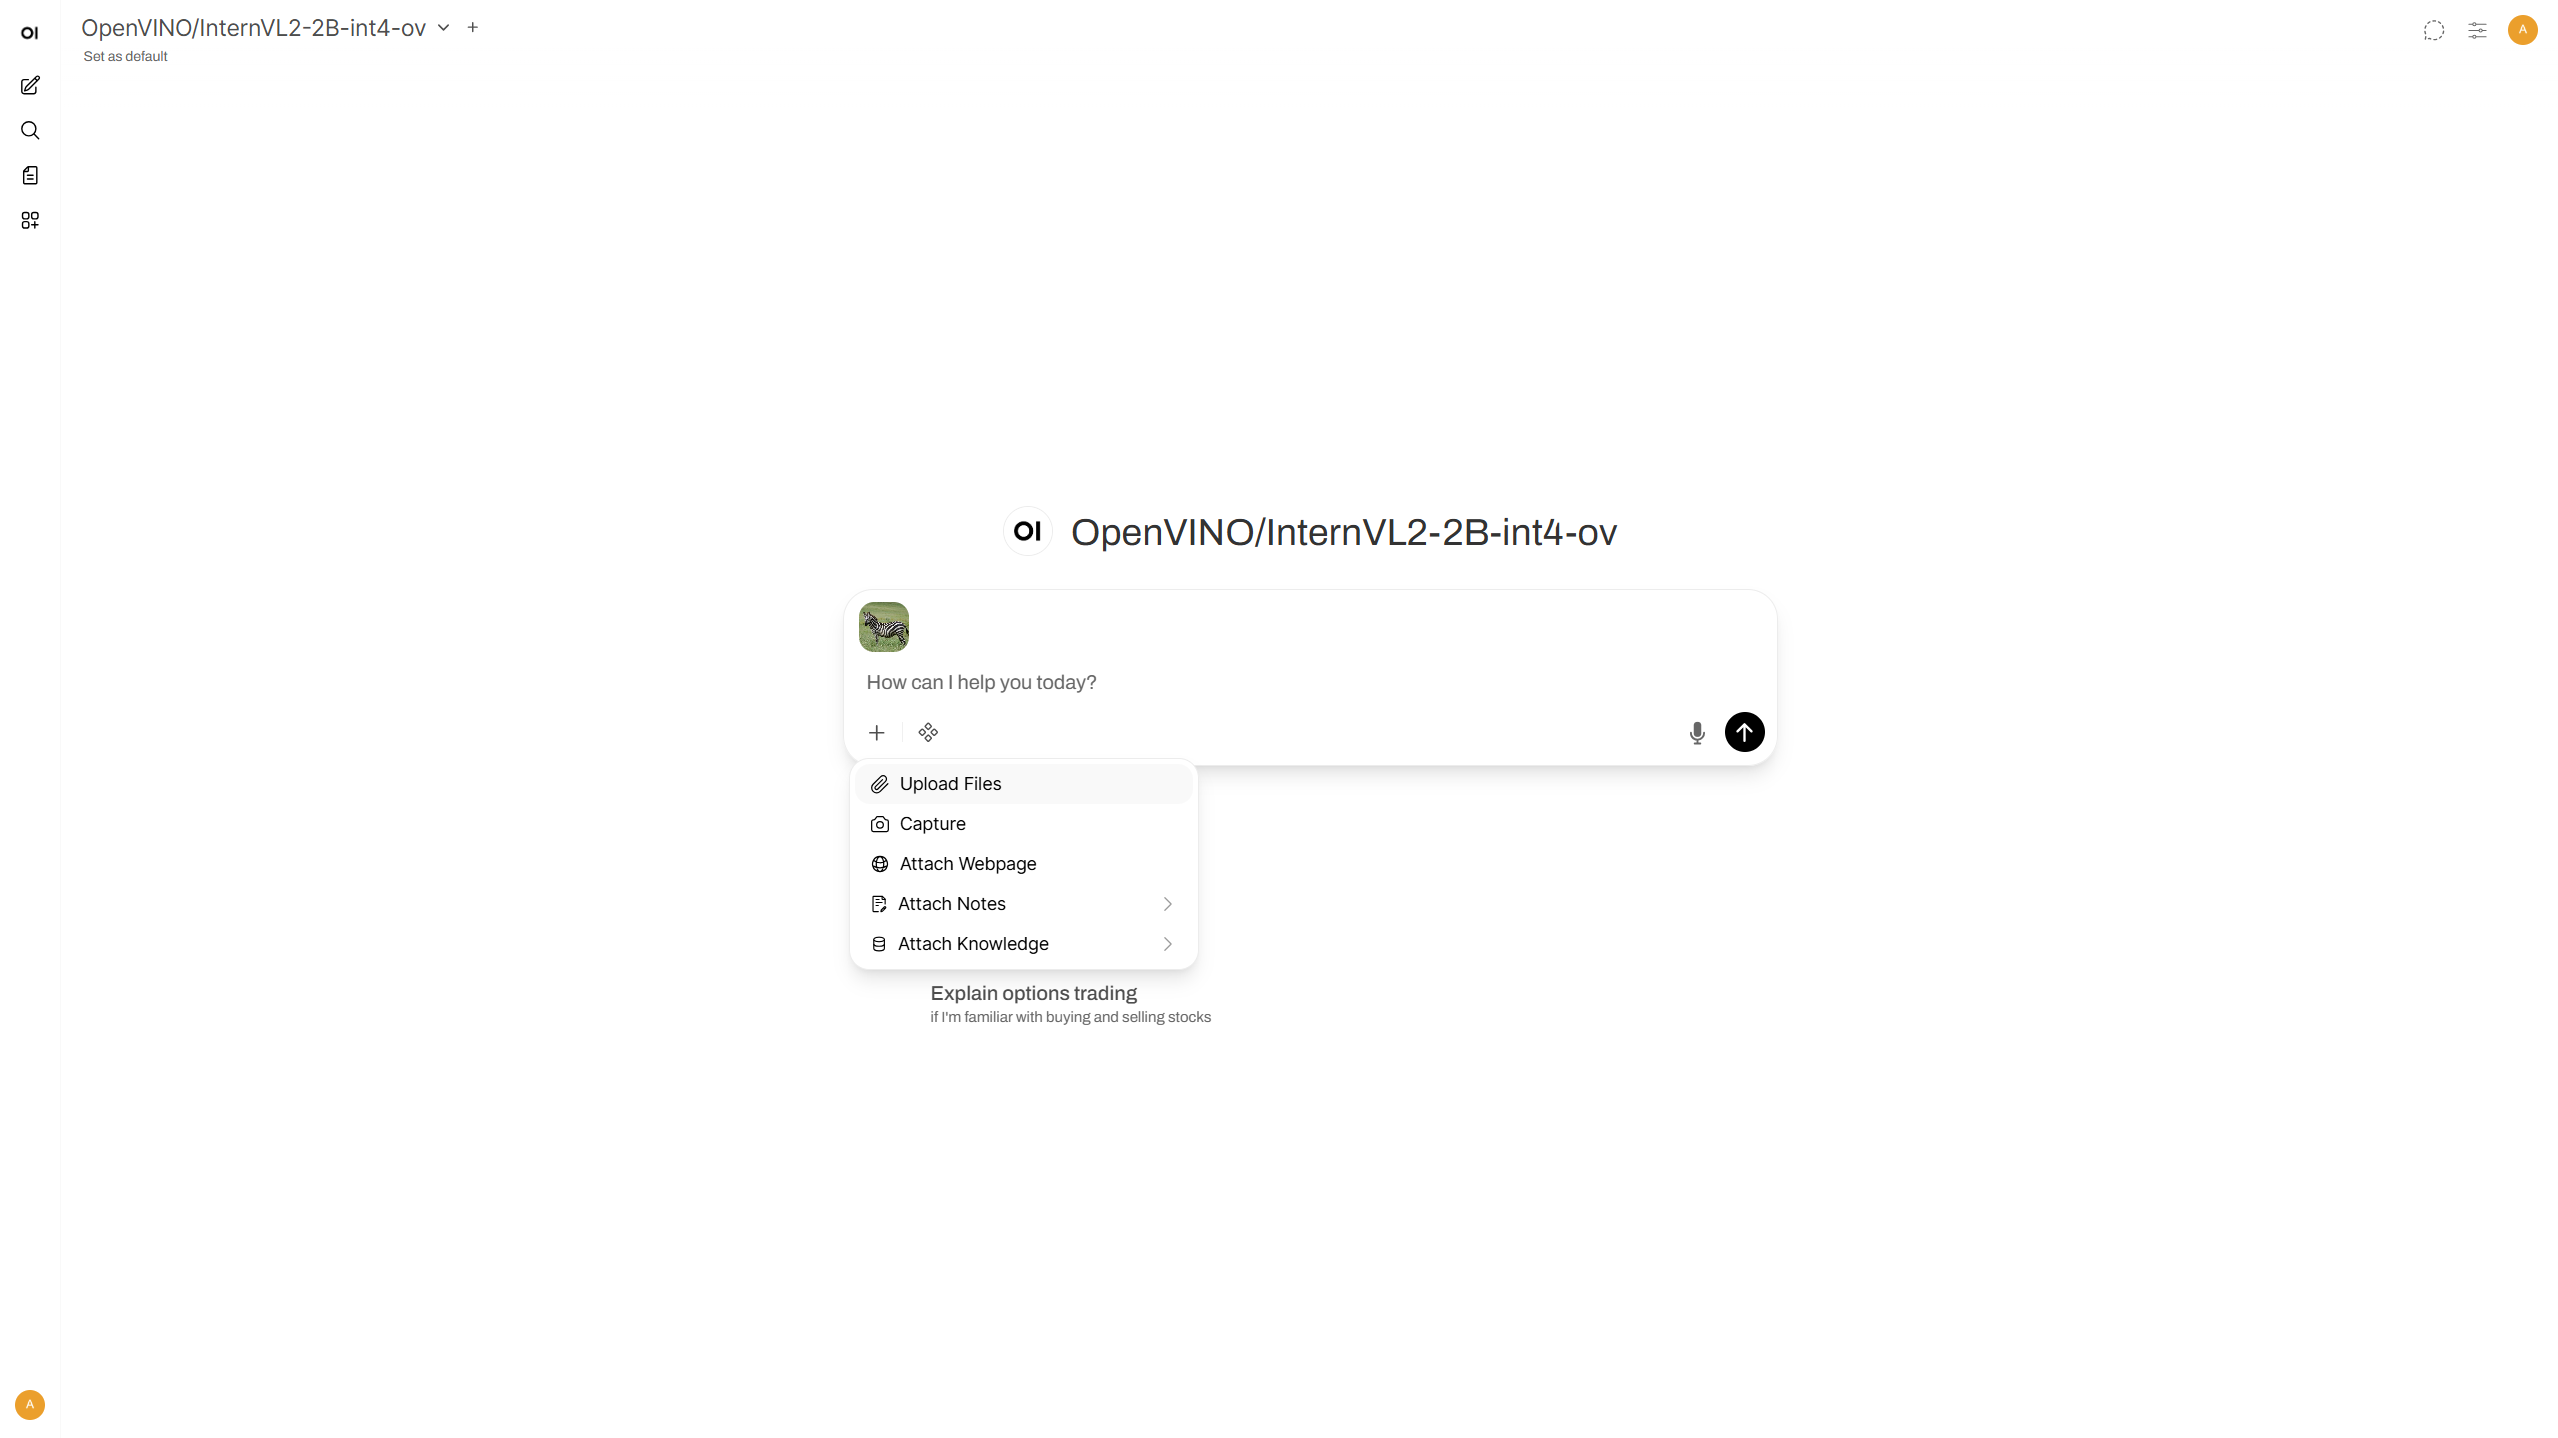 OI
OpenVINO/InternVL2-2B-int4-ov
Set as default
A
OI OpenVINO/InternVL2-2B-int4-ov
How can I help you today?
Upload Files
Capture
Attach Webpage
Attach Notes
Attach Knowledge
Explain options trading
if I'm familiar with buying and selling stocks
A